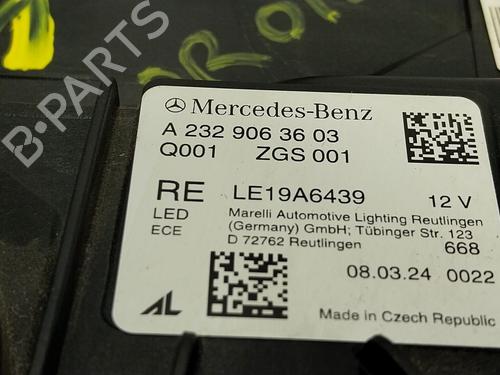 B-PARTS
Mercedes-Benz
A 232 906 36 03
Q001 ZGS 001
RE LE19A6439 12 V
LED
ECE
Marelli Automotive Lighting Reutlingen
(Germany) GmbH; Tübinger Str. 123
D 72762 Reutlingen 668
08.03.24 0022
AL
Made in Czech Republic